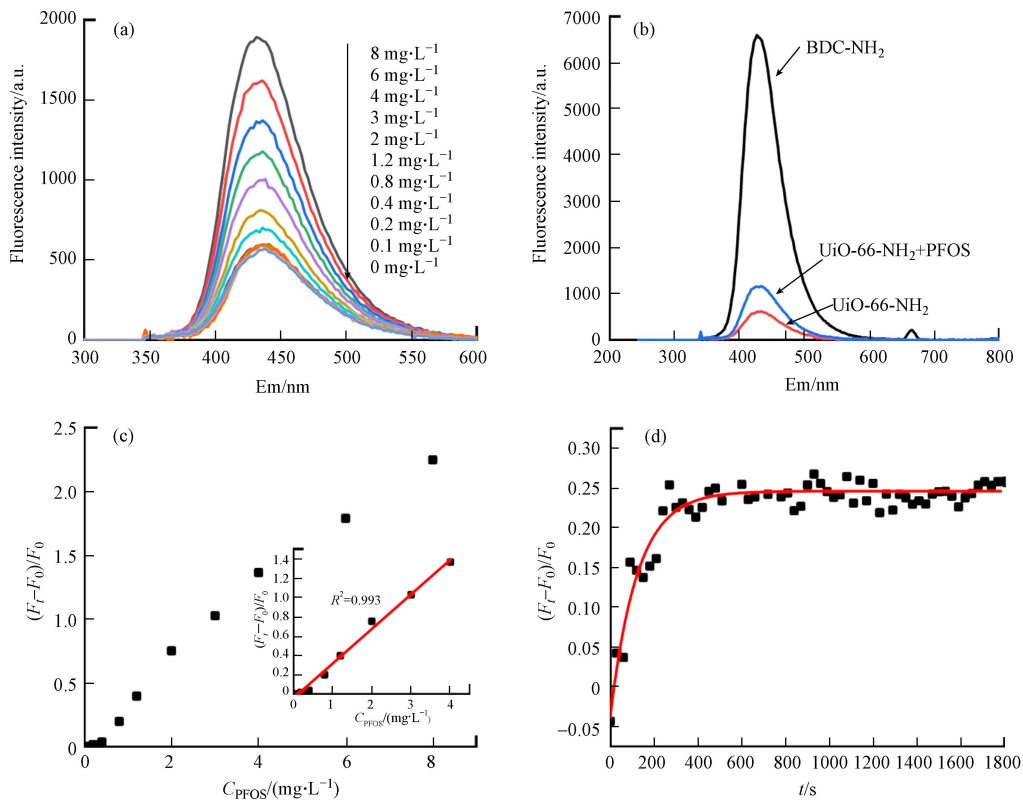 (a)
2000
1500
1000
500
0
300
350
400
450
500
550
600
Fluorescence intensity/a.u.
Em/nm
8 mg·L⁻¹
6 mg·L⁻¹
4 mg·L⁻¹
3 mg·L⁻¹
2 mg·L⁻¹
1.2 mg·L⁻¹
0.8 mg·L⁻¹
0.4 mg·L⁻¹
0.2 mg·L⁻¹
0.1 mg·L⁻¹
0 mg·L⁻¹
(b)
7000
6000
5000
4000
3000
2000
1000
0
200
300
400
500
600
700
800
Fluorescence intensity/a.u.
Em/nm
BDC-NH₂
UiO-66-NH₂+PFOS
UiO-66-NH₂
(c)
2.5
2.0
1.5
1.0
0.5
0
0
2
4
6
8
(Fₜ−F₀)/F₀
C_PFOS/(mg·L⁻¹)
1.4
1.2
1.0
0.8
0.6
0.4
0.2
0
0
1
2
3
4
(Fₜ−F₀)/F₀
R²=0.993
C_PFOS/(mg·L⁻¹)
(d)
0.30
0.25
0.20
0.15
0.10
0.05
0
−0.05
0
200
400
600
800
1000
1200
1400
1600
1800
(Fₜ−F₀)/F₀
t/s